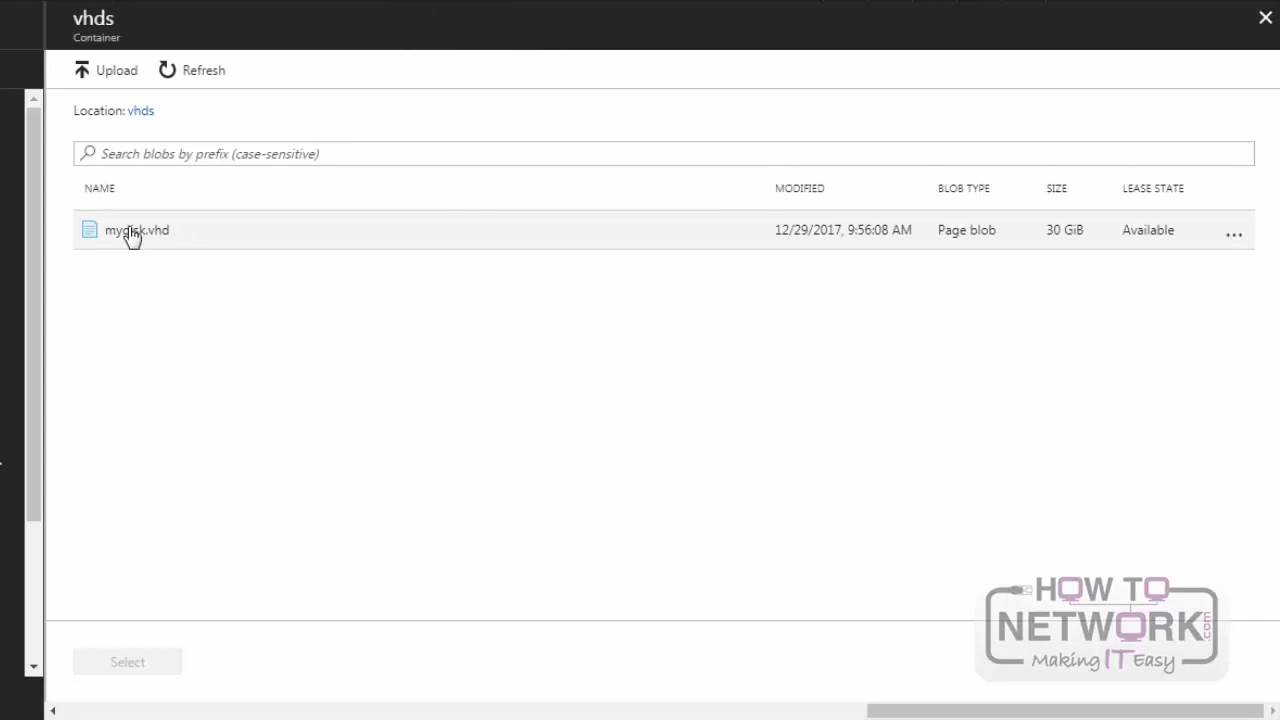 vhds
Container
Upload Refresh
Location: vhds
Search blobs by prefix (case-sensitive)
NAME MODIFIED BLOB TYPE SIZE LEASE STATE
mydisk.vhd 12/29/2017, 9:56:08 AM Page blob 30 GiB Available ...
Select
HOW TO
NETWORK.com
Making IT Easy